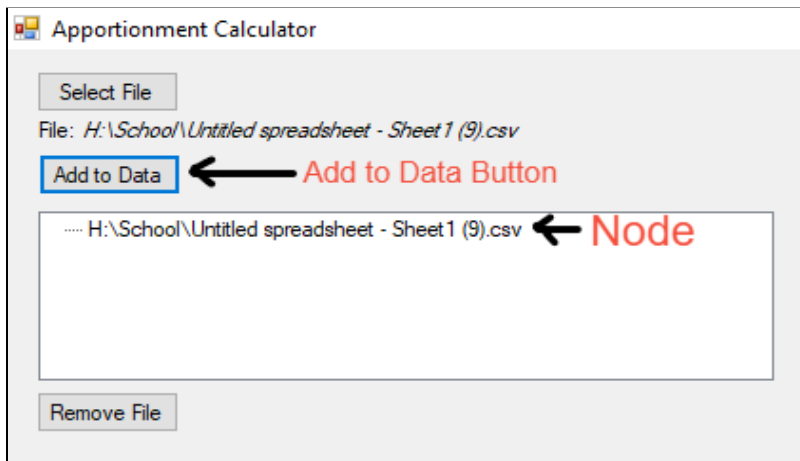 Apportionment Calculator
Select File
File: H:\School\Untitled spreadsheet - Sheet1 (9).csv
Add to Data Add to Data Button
H:\School\Untitled spreadsheet - Sheet1 (9).csv Node
Remove File